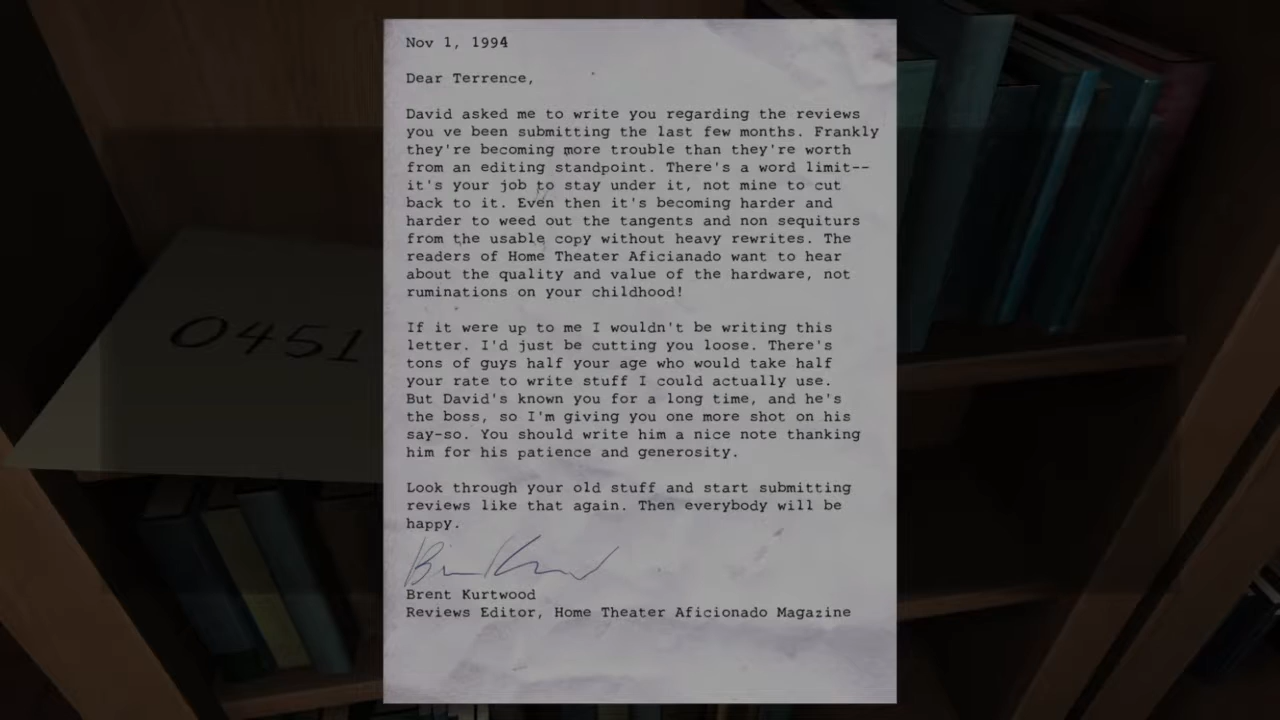 Nov 1, 1994
Dear Terrence,
David asked me to write you regarding the reviews
you ve been submitting the last few months. Frankly
they're becoming more trouble than they're worth
from an editing standpoint. There's a word limit--
it's your job to stay under it, not mine to cut
back to it. Even then it's becoming harder and
harder to weed out the tangents and non sequiturs
from the usable copy without heavy rewrites. The
readers of Home Theater Aficianado want to hear
about the quality and value of the hardware, not
ruminations on your childhood!
If it were up to me I wouldn't be writing this
letter. I'd just be cutting you loose. There's
tons of guys half your age who would take half
your rate to write stuff I could actually use.
But David's known you for a long time, and he's
the boss, so I'm giving you one more shot on his
say-so. You should write him a nice note thanking
him for his patience and generosity.
Look through your old stuff and start submitting
reviews like that again. Then everybody will be
happy.
Brent Kurtwood
Reviews Editor, Home Theater Aficionado Magazine
0451